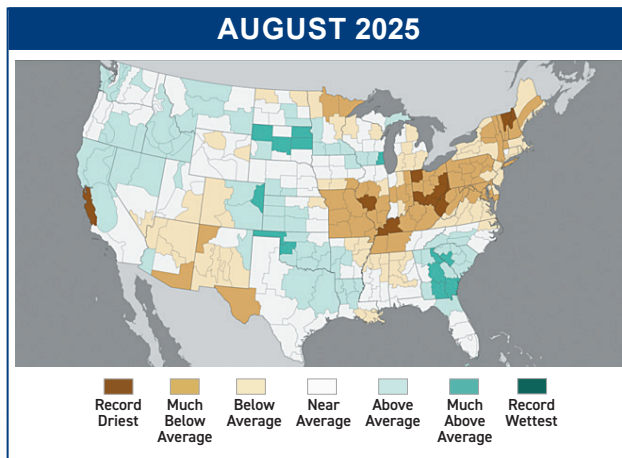 AUGUST 2025
Record
Driest
Much
Below
Average
Below
Average
Near
Average
Above
Average
Much
Above
Average
Record
Wettest